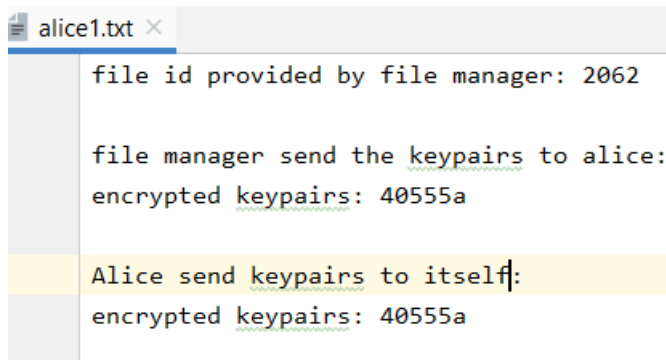 alice1.txt
file id provided by file manager: 2062
file manager send the keypairs to alice:
encrypted keypairs: 40555a
Alice send keypairs to itself:
encrypted keypairs: 40555a